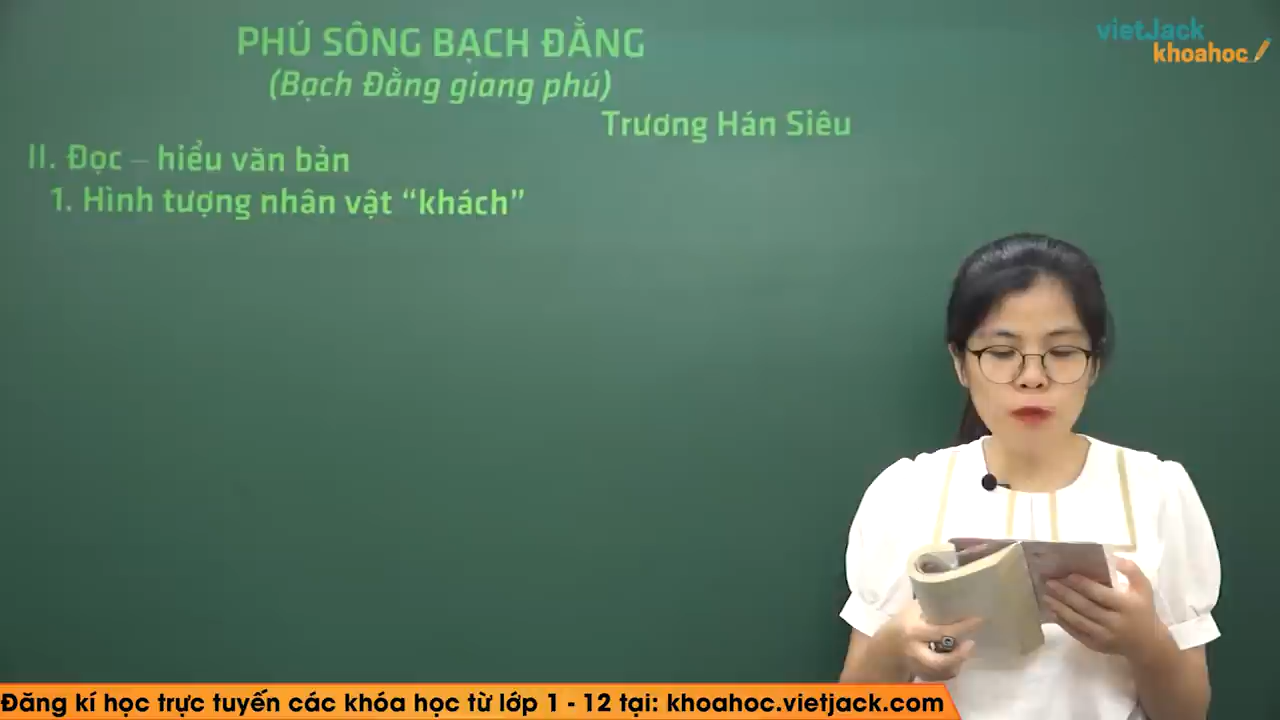 PHÚ SÔNG BẠCH ĐẰNG
(Bạch Đằng giang phú)
Trương Hán Siêu
II. Đọc – hiểu văn bản
1. Hình tượng nhân vật “khách”
vietJack
khoahoc
Đăng kí học trực tuyến các khóa học từ lớp 1 - 12 tại: khoahoc.vietjack.com